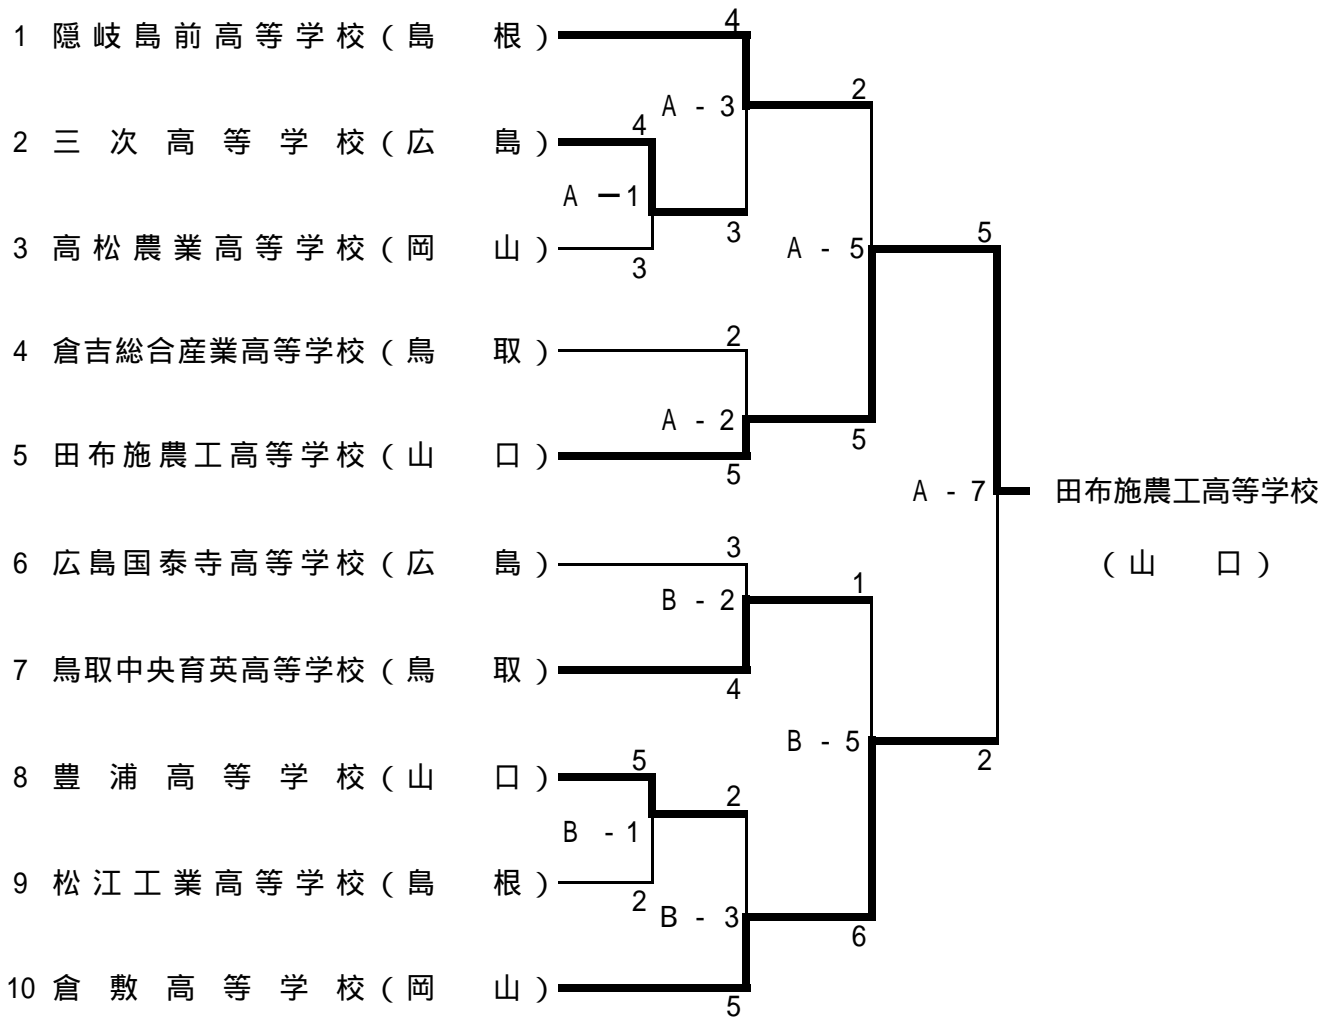 4
1 隠岐島前高等学校(島 根)
2
A - 3
4
2 三次高等学校(広 島)
A －1
3
3 高松農業高等学校(岡 山)
3
A - 5
5
2
4 倉吉総合産業高等学校(鳥 取)
A - 2
5
5 田布施農工高等学校(山 口)
5
A - 7
田布施農工高等学校
(山 口)
3
6 広島国泰寺高等学校(広 島)
1
B - 2
7 鳥取中央育英高等学校(鳥 取)
4
B - 5
2
5
8 豊浦高等学校(山 口)
2
B - 1
9 松江工業高等学校(島 根)
2
B - 3
6
10 倉敷高等学校(岡 山)
5